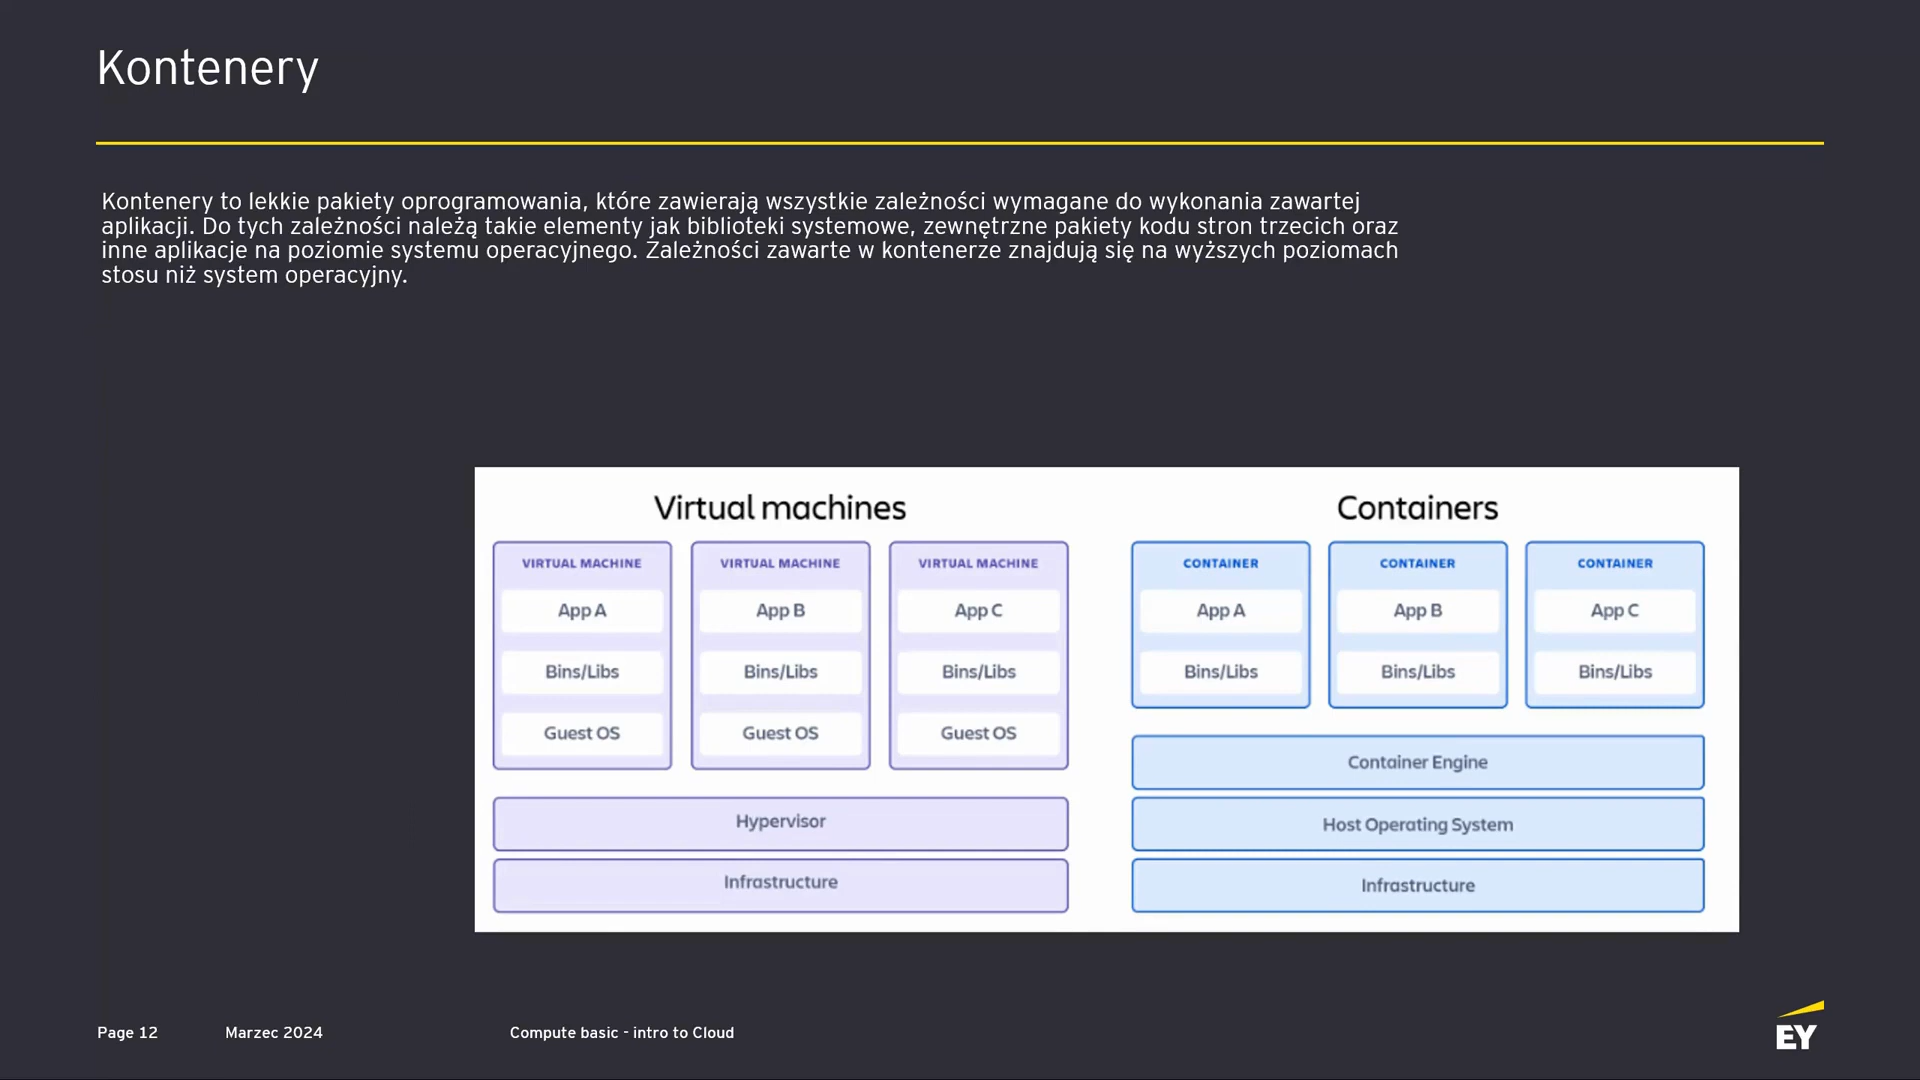 Kontenery
Kontenery to lekkie pakiety oprogramowania, które zawierają wszystkie zależności wymagane do wykonania zawartej
aplikacji. Do tych zależności należą takie elementy jak biblioteki systemowe, zewnętrzne pakiety kodu stron trzecich oraz
inne aplikacje na poziomie systemu operacyjnego. Zależności zawarte w kontenerze znajdują się na wyższych poziomach
stosu niż system operacyjny.
Virtual machines
VIRTUAL MACHINE VIRTUAL MACHINE VIRTUAL MACHINE
App A App B App C
Bins/Libs Bins/Libs Bins/Libs
Guest OS Guest OS Guest OS
Hypervisor
Infrastructure
Containers
CONTAINER CONTAINER CONTAINER
App A App B App C
Bins/Libs Bins/Libs Bins/Libs
Container Engine
Host Operating System
Infrastructure
Page 12 Marzec 2024 Compute basic - intro to Cloud
EY